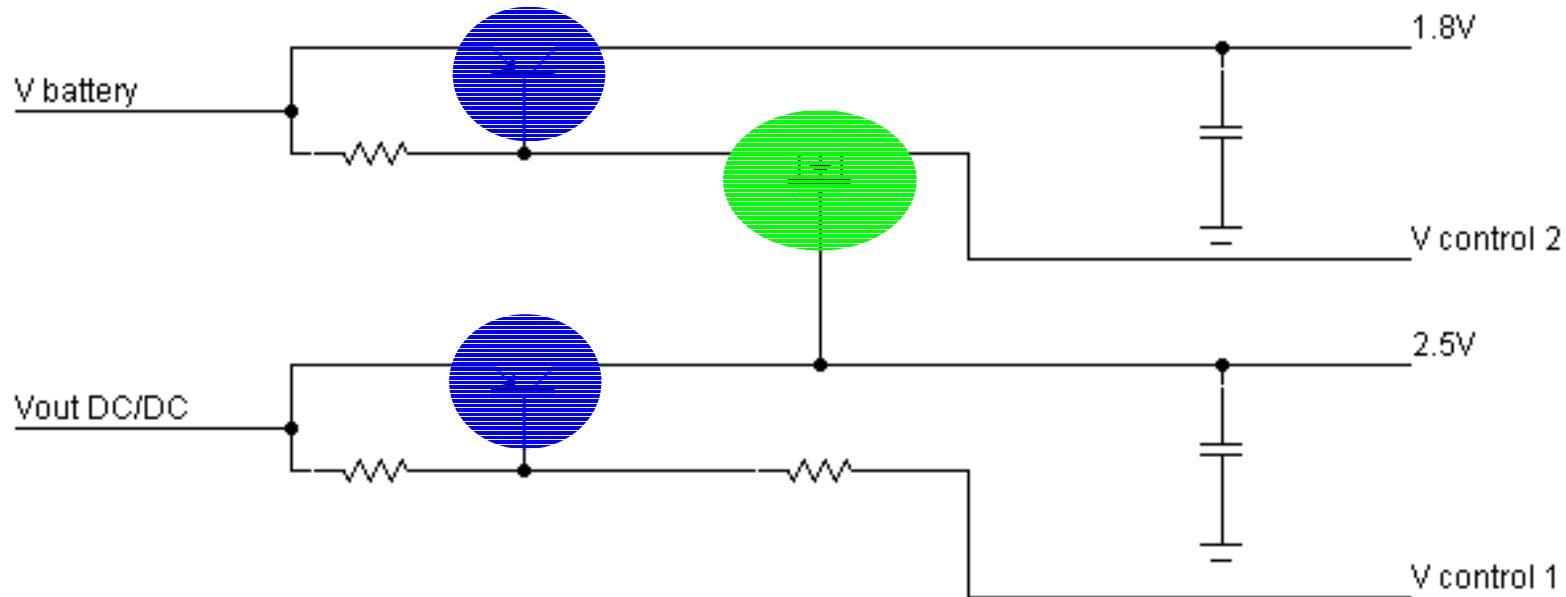 1.8V
V battery
V control 2
2.5V
Vout DC/DC
V control 1